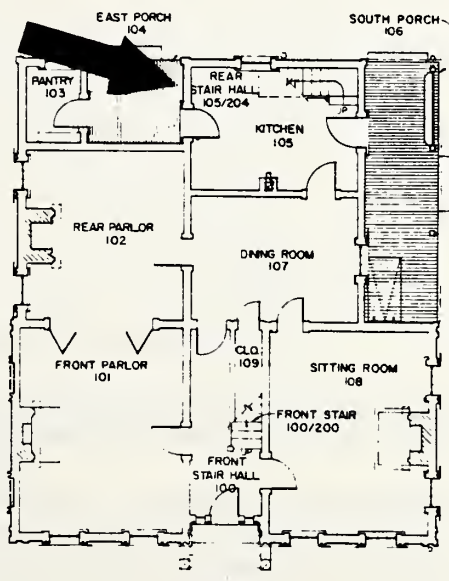 EAST PORCH
104
SOUTH PORCH
106
PANTRY
103
REAR
STAIR HALL
105/204
KITCHEN
105
REAR PARLOR
102
DINING ROOM
107
FRONT PARLOR
101
CLO.
109
SITTING ROOM
108
FRONT STAIR
100/200
FRONT
STAIR HALL
100